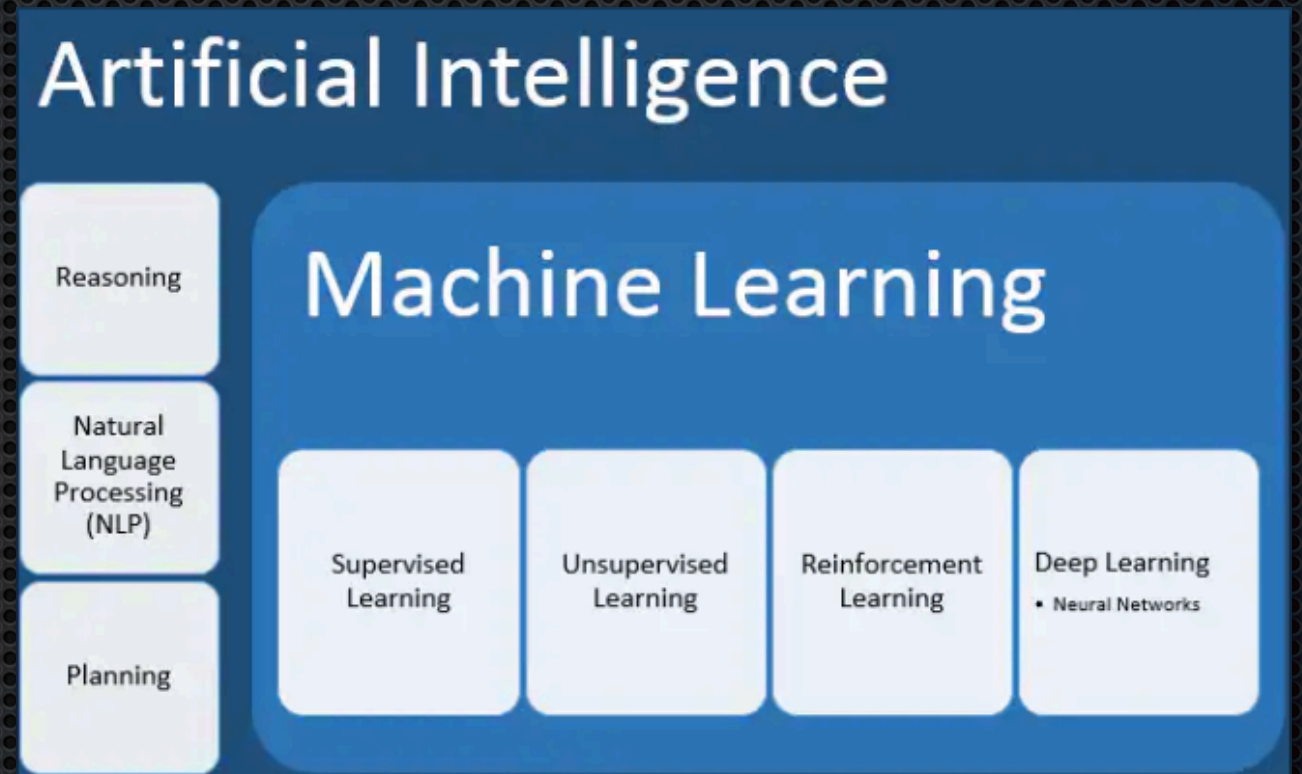 Artificial Intelligence
Reasoning
Natural
Language
Processing
(NLP)
Planning
Machine Learning
Supervised
Learning
Unsupervised
Learning
Reinforcement
Learning
Deep Learning
• Neural Networks